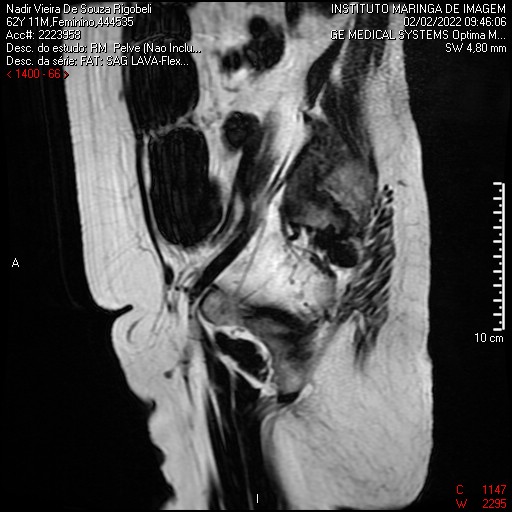 Nadir Vieira De Souza Rigobeli
62Y 11M,Feminino,444535
Acc#: 2223953
Desc. do estudo: RM Pelve (Nao Inclu...
Desc. da série: FAT: SAG LAVA-Flex...
< 1400 - 66 >
INSTITUTO MARINGA DE IMAGEM
02/02/2022 09:46:06
GE MEDICAL SYSTEMS Optima M...
SW 4,80 mm
A
10 cm
I
C 1147
W 2295